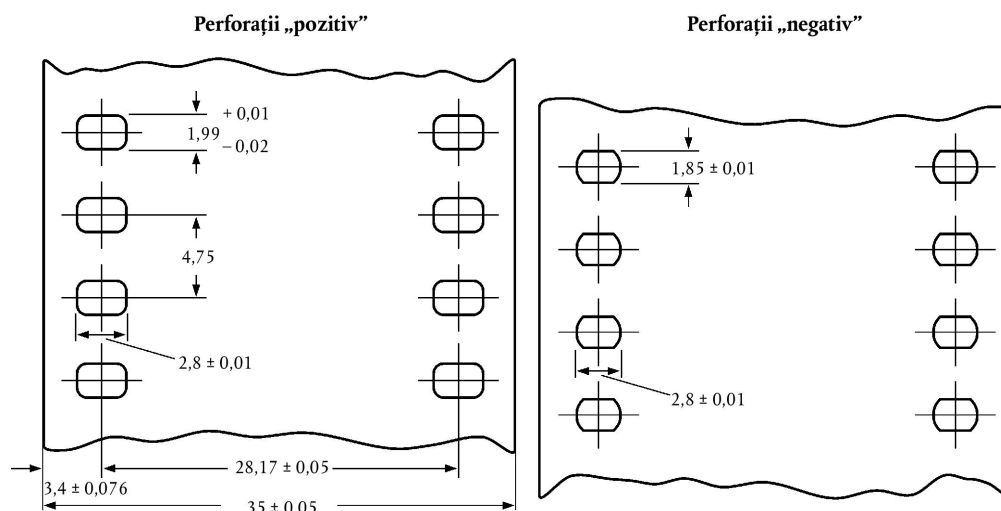 Perforații „pozitiv”
Perforații „negativ”
+ 0,01
1,99
– 0,02
4,75
2,8 ± 0,01
28,17 ± 0,05
3,4 ± 0,076
35 ± 0,05
1,85 ± 0,01
2,8 ± 0,01